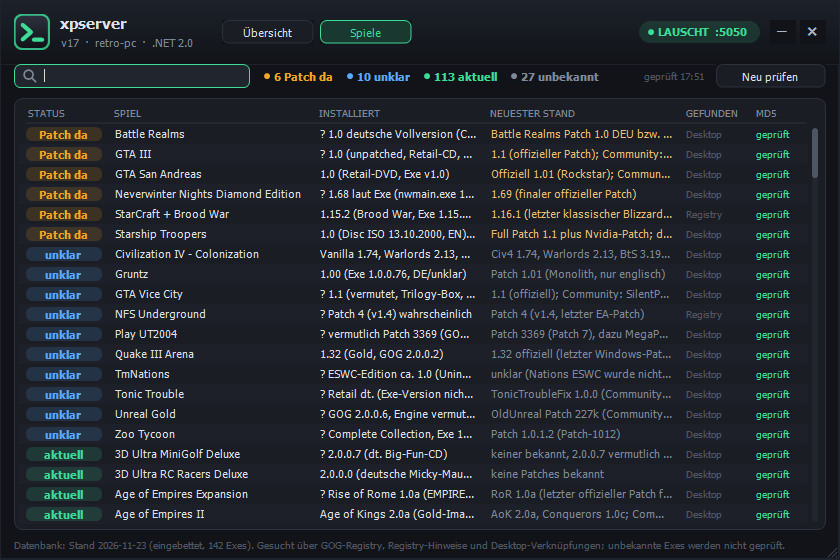 xpserver
v17 · retro-pc · .NET 2.0
Übersicht
Spiele
LAUSCHT :5050
6 Patch da
10 unklar
113 aktuell
27 unbekannt
geprüft 17:51
Neu prüfen
STATUS SPIEL INSTALLIERT NEUESTER STAND GEFUNDEN MD5
Patch da Battle Realms ? 1.0 deutsche Vollversion (C... Battle Realms Patch 1.0 DEU bzw. ... Desktop geprüft
Patch da GTA III ? 1.0 (unpatched, Retail-CD, ... 1.1 (offizieller Patch); Community:... Desktop geprüft
Patch da GTA San Andreas 1.0 (Retail-DVD, Exe v1.0) Offiziell 1.01 (Rockstar); Commun... Desktop geprüft
Patch da Neverwinter Nights Diamond Edition ? 1.68 laut Exe (nwmain.exe 1... 1.69 (finaler offizieller Patch) Desktop geprüft
Patch da StarCraft + Brood War 1.15.2 (Brood War, Exe 1.15.... 1.16.1 (letzter klassischer Blizzard... Registry geprüft
Patch da Starship Troopers 1.0 (Disc ISO 13.10.2000, EN)... Full Patch 1.1 plus Nvidia-Patch; d... Desktop geprüft
unklar Civilization IV - Colonization Vanilla 1.74, Warlords 2.13, ... Civ4 1.74, Warlords 2.13, BtS 3.19... Desktop geprüft
unklar Gruntz 1.00 (Exe 1.0.0.76, DE/unklar) Patch 1.01 (Monolith, nur englisch) Desktop geprüft
unklar GTA Vice City ? 1.1 (vermutet, Trilogy-Box, ... 1.1 (offiziell); Community: SilentP... Desktop geprüft
unklar NFS Underground ? Patch 4 (v1.4) wahrscheinlich Patch 4 (v1.4, letzter EA-Patch) Registry geprüft
unklar Play UT2004 ? vermutlich Patch 3369 (GO... Patch 3369 (Patch 7), dazu MegaP... Desktop geprüft
unklar Quake III Arena 1.32 (Gold, GOG 2.0.0.2) 1.32 offiziell (letzter Windows-Pat... Desktop geprüft
unklar TmNations ? ESWC-Edition ca. 1.0 (Unin... unklar (Nations ESWC wurde nicht... Desktop geprüft
unklar Tonic Trouble ? Retail dt. (Exe-Version nich... TonicTroubleFix 1.0.0 (Community... Desktop geprüft
unklar Unreal Gold ? GOG 2.0.0.6, Engine vermut... OldUnreal Patch 227k (Community... Desktop geprüft
unklar Zoo Tycoon ? Complete Collection, Exe 1... Patch 1.0.1.2 (Patch-1012) Desktop geprüft
aktuell 3D Ultra MiniGolf Deluxe ? 2.0.0.7 (dt. Big-Fun-CD) keiner bekannt, 2.0.0.7 vermutlich ... Desktop geprüft
aktuell 3D Ultra RC Racers Deluxe 2.0.0.0 (deutsche Micky-Mau... keine Patches bekannt Desktop geprüft
aktuell Age of Empires Expansion ? Rise of Rome 1.0a (EMPIRE... RoR 1.0a (letzter offizieller Patch f... Desktop geprüft
aktuell Age of Empires II Age of Kings 2.0a (Gold-Ima... AoK 2.0a, Conquerors 1.0c; Com... Desktop geprüft
Datenbank: Stand 2026-11-23 (eingebettet, 142 Exes). Gesucht über GOG-Registry, Registry-Hinweise und Desktop-Verknüpfungen; unbekannte Exes werden nicht geprüft.